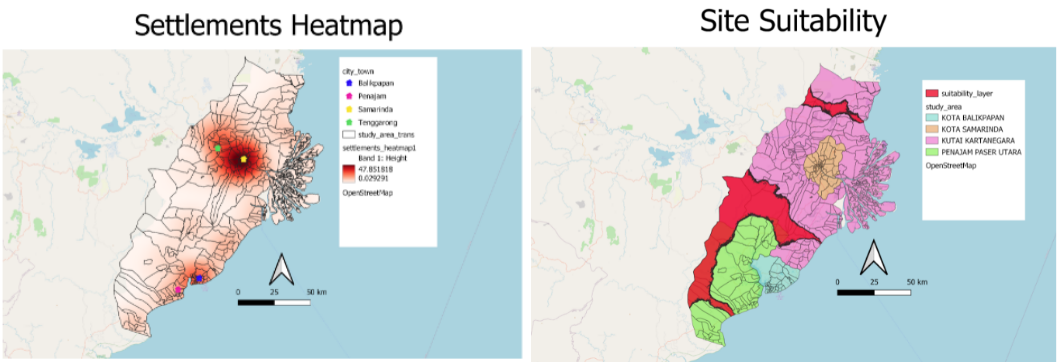 Settlements Heatmap
city_town
Balikpapan
Penajam
Samarinda
Tenggarong
study_area_trans
settlements_heatmap1
Band 1: Height
47.851818
0.029291
OpenStreetMap
0 25 50 km
Site Suitability
suitability_layer
study_area
KOTA BALIKPAPAN
KOTA SAMARINDA
KUTAI KARTANEGARA
PENAJAM PASER UTARA
OpenStreetMap
0 25 50 km